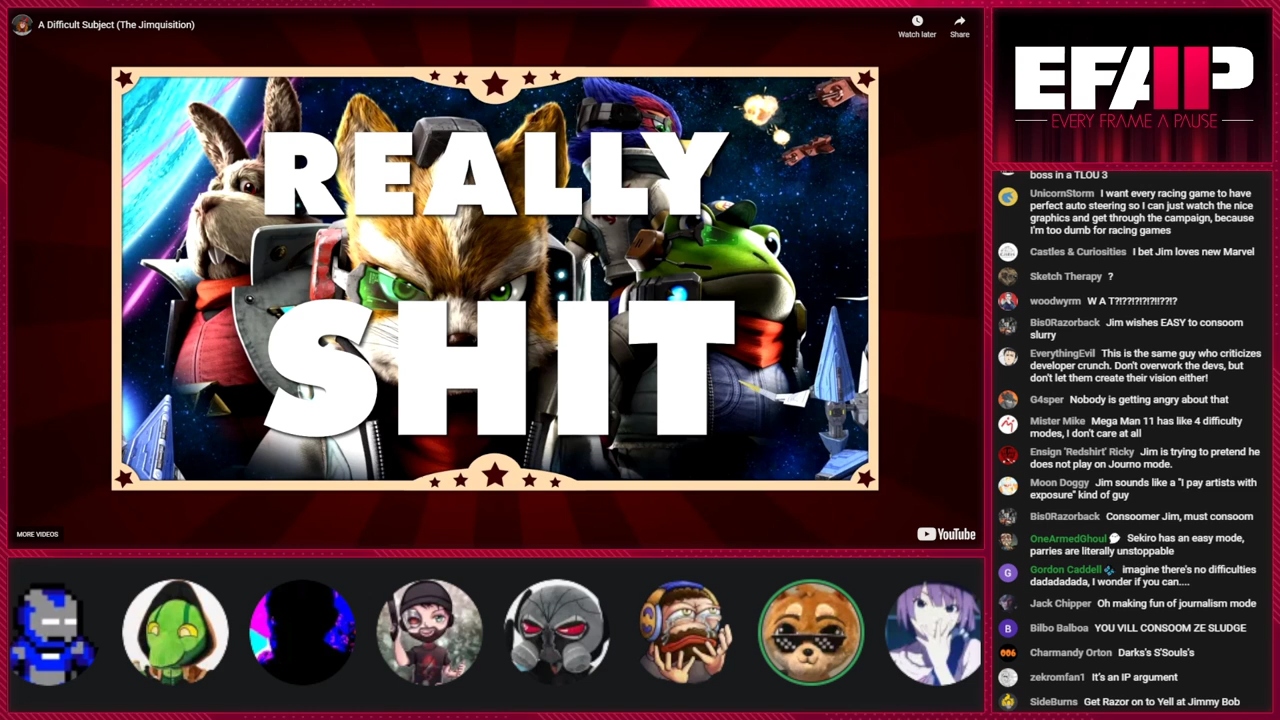 A Difficult Subject (The Jimquisition)
Watch later
Share
REALLY
SHIT
MORE VIDEOS
YouTube
EFAP
EVERY FRAME A PAUSE
boss in a TLOU 3
UnicornStorm I want every racing game to have
perfect auto steering so I can just watch the nice
graphics and get through the campaign, because
I'm too dumb for racing games
Castles & Curiosities I bet Jim loves new Marvel
Sketch Therapy ?
woodwyrm W A T?!??!?!?!?!!??!?
Bis0Razorback Jim wishes EASY to consoom
slurry
EverythingEvil This is the same guy who criticizes
developer crunch. Don't overwork the devs, but
don't let them create their vision either!
G4sper Nobody is getting angry about that
Mister Mike Mega Man 11 has like 4 difficulty
modes, I don't care at all
Ensign 'Redshirt' Ricky Jim is trying to pretend he
does not play on Journo mode.
Moon Doggy Jim sounds like a "I pay artists with
exposure" kind of guy
Bis0Razorback Consoomer Jim, must consoom
OneArmedGhoul Sekiro has an easy mode,
parries are literally unstoppable
G
Gordon Caddell imagine there's no difficulties
dadadadada, I wonder if you can....
Jack Chipper Oh making fun of journalism mode
B
Bilbo Balboa YOU VILL CONSOOM ZE SLUDGE
006
Charmandy Orton Darks's S'Souls's
zekromfan1 It's an IP argument
SideBurns Get Razor on to Yell at Jimmy Bob